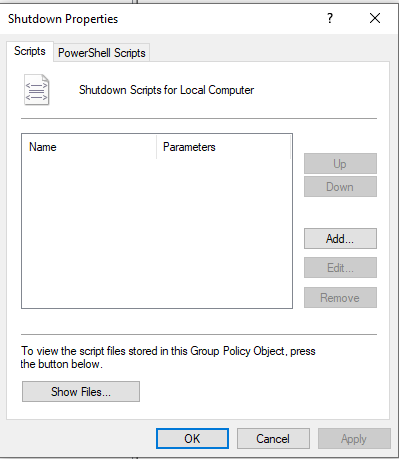 Shutdown Properties
Scripts PowerShell Scripts
Shutdown Scripts for Local Computer
Name Parameters
Up
Down
Add...
Edit...
Remove
To view the script files stored in this Group Policy Object, press
the button below.
Show Files...
OK Cancel Apply